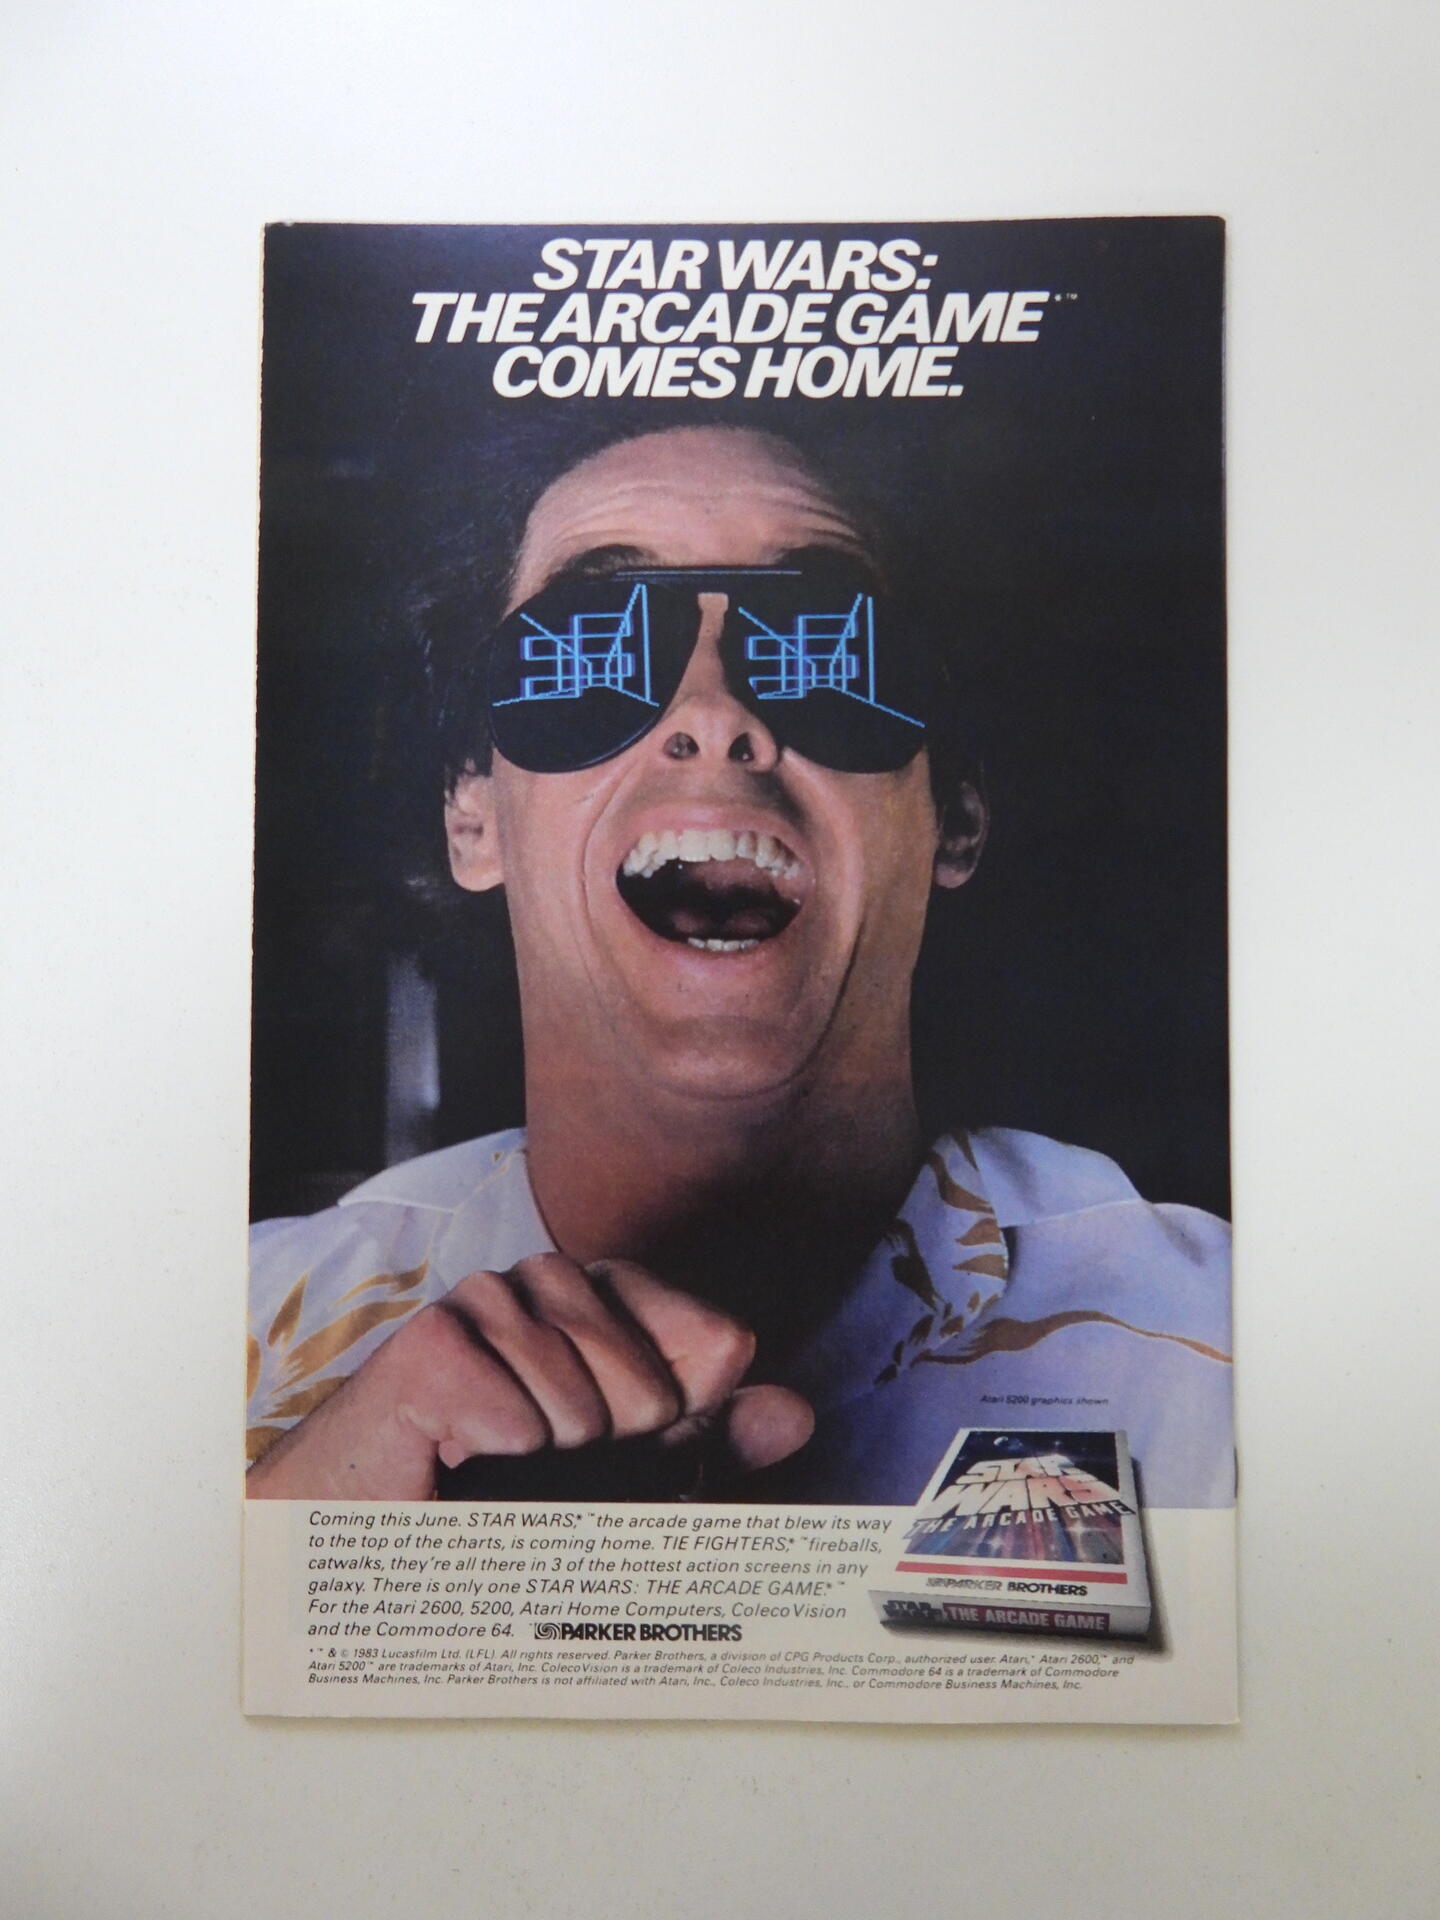 STAR WARS:
THE ARCADE GAME*™
COMES HOME.
Atari 5200 graphics shown
STAR
WARS
THE ARCADE GAME
PARKER BROTHERS
STAR WARS THE ARCADE GAME
Coming this June. STAR WARS,*™ the arcade game that blew its way
to the top of the charts, is coming home. TIE FIGHTERS,*™ fireballs,
catwalks, they're all there in 3 of the hottest action screens in any
galaxy. There is only one STAR WARS: THE ARCADE GAME.*™
For the Atari 2600, 5200, Atari Home Computers, ColecoVision
and the Commodore 64. PARKER BROTHERS
*™ & © 1983 Lucasfilm Ltd. (LFL). All rights reserved. Parker Brothers, a division of CPG Products Corp., authorized user. Atari,™ Atari 2600,™ and
Atari 5200™ are trademarks of Atari, Inc. ColecoVision is a trademark of Coleco Industries, Inc. Commodore 64 is a trademark of Commodore
Business Machines, Inc. Parker Brothers is not affiliated with Atari, Inc., Coleco Industries, Inc., or Commodore Business Machines, Inc.